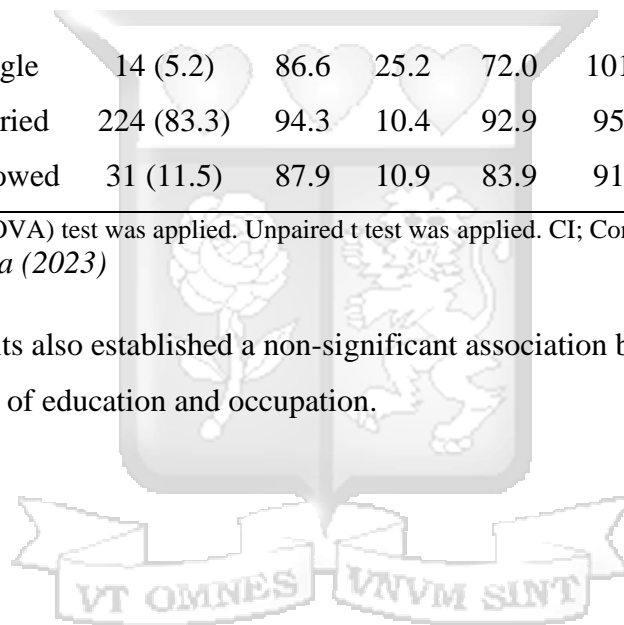 gle 14 (5.2) 86.6 25.2 72.0 101
ried 224 (83.3) 94.3 10.4 92.9 95
owed 31 (11.5) 87.9 10.9 83.9 91
OVA) test was applied. Unpaired t test was applied. CI; Con
a (2023)
ts also established a non-significant association b
of education and occupation.
VT OMNES VNVM SINT